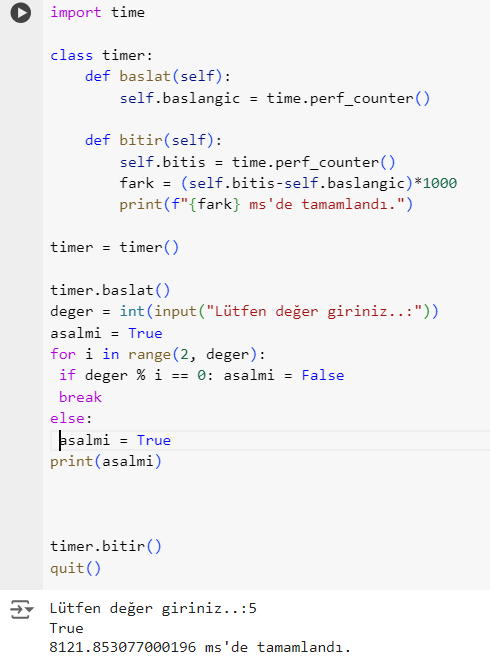 import time
class timer:
    def baslat(self):
        self.baslangic = time.perf_counter()
    def bitir(self):
        self.bitis = time.perf_counter()
        fark = (self.bitis-self.baslangic)*1000
        print(f"{fark} ms'de tamamlandı.")
timer = timer()
timer.baslat()
deger = int(input("Lütfen değer giriniz..:"))
asalmi = True
for i in range(2, deger):
 if deger % i == 0: asalmi = False
 break
else:
 asalmi = True
print(asalmi)
timer.bitir()
quit()
Lütfen değer giriniz..:5
True
8121.853077000196 ms'de tamamlandı.